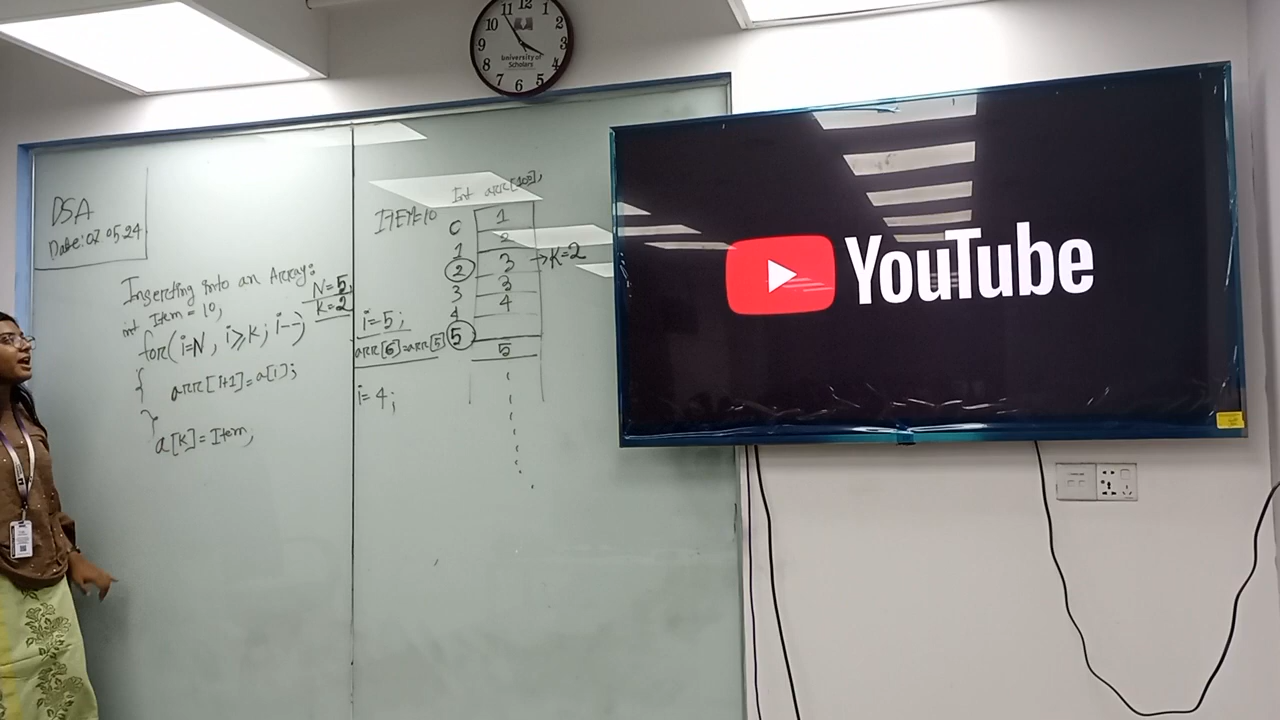 12
11
1
10
2
9
3
8
4
7
5
6
University of
Scholars
DSA
Date: 02.05.24
Inserting into an Array:
int Item = 10;
N=5,
K=2
for(i=N, i≥K; i--)
{
arr[i+1]=a[i];
}
a[K]=Item;
i=5;
arr[6]=arr[5]
i=4;
Int arr[100];
ITEM=10
0 1
1 2
2 3 →K=2
3 3
4 4
5
5
YouTube